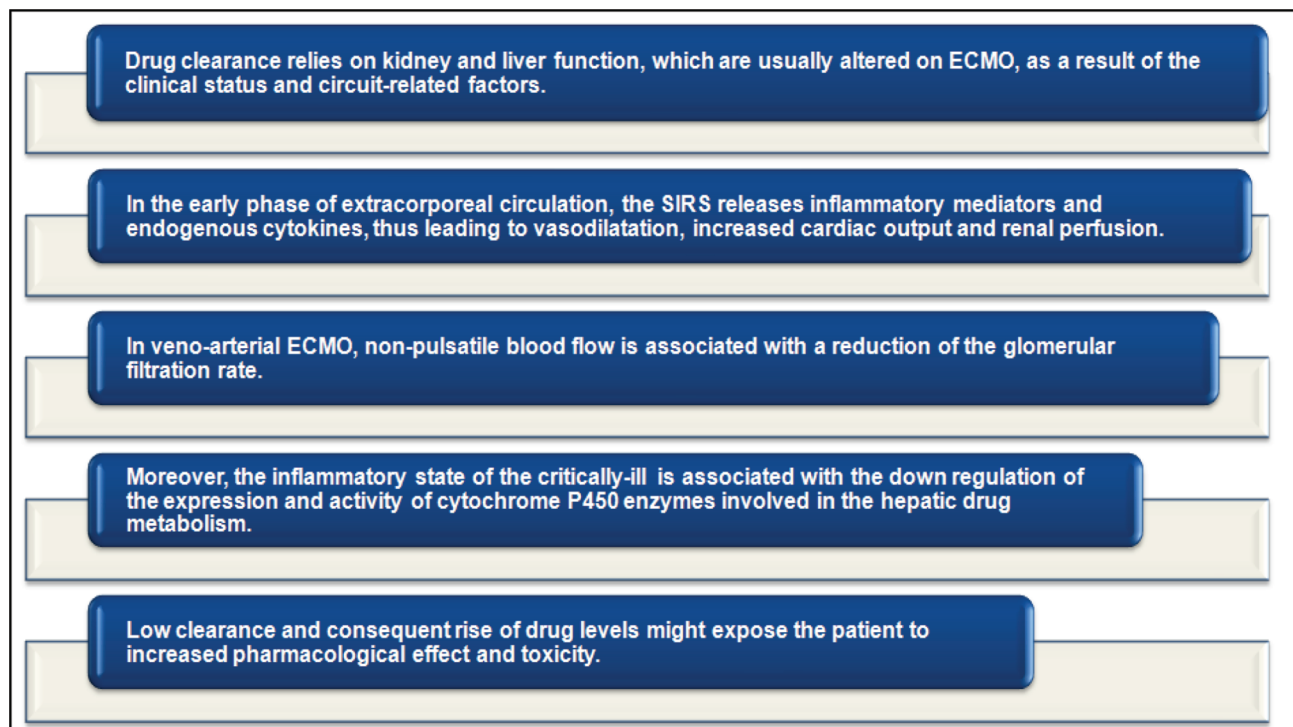 Drug clearance relies on kidney and liver function, which are usually altered on ECMO, as a result of the
clinical status and circuit-related factors.
In the early phase of extracorporeal circulation, the SIRS releases inflammatory mediators and
endogenous cytokines, thus leading to vasodilatation, increased cardiac output and renal perfusion.
In veno-arterial ECMO, non-pulsatile blood flow is associated with a reduction of the glomerular
filtration rate.
Moreover, the inflammatory state of the critically-ill is associated with the down regulation of
the expression and activity of cytochrome P450 enzymes involved in the hepatic drug
metabolism.
Low clearance and consequent rise of drug levels might expose the patient to
increased pharmacological effect and toxicity.